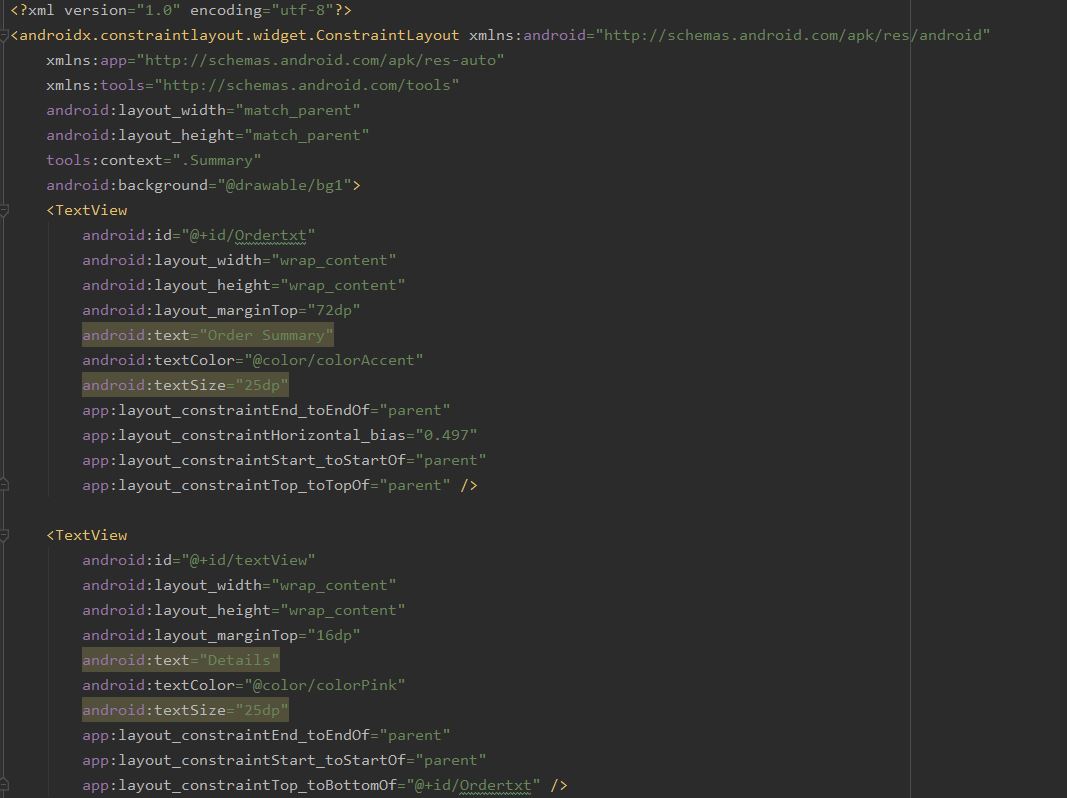 <?xml version="1.0" encoding="utf-8"?>
<androidx.constraintlayout.widget.ConstraintLayout xmlns:android="http://schemas.android.com/apk/res/android"
    xmlns:app="http://schemas.android.com/apk/res-auto"
    xmlns:tools="http://schemas.android.com/tools"
    android:layout_width="match_parent"
    android:layout_height="match_parent"
    tools:context=".Summary"
    android:background="@drawable/bg1">
    <TextView
        android:id="@+id/Ordertxt"
        android:layout_width="wrap_content"
        android:layout_height="wrap_content"
        android:layout_marginTop="72dp"
        android:text="Order Summary"
        android:textColor="@color/colorAccent"
        android:textSize="25dp"
        app:layout_constraintEnd_toEndOf="parent"
        app:layout_constraintHorizontal_bias="0.497"
        app:layout_constraintStart_toStartOf="parent"
        app:layout_constraintTop_toTopOf="parent" />

    <TextView
        android:id="@+id/textView"
        android:layout_width="wrap_content"
        android:layout_height="wrap_content"
        android:layout_marginTop="16dp"
        android:text="Details"
        android:textColor="@color/colorPink"
        android:textSize="25dp"
        app:layout_constraintEnd_toEndOf="parent"
        app:layout_constraintStart_toStartOf="parent"
        app:layout_constraintTop_toBottomOf="@+id/Ordertxt" />